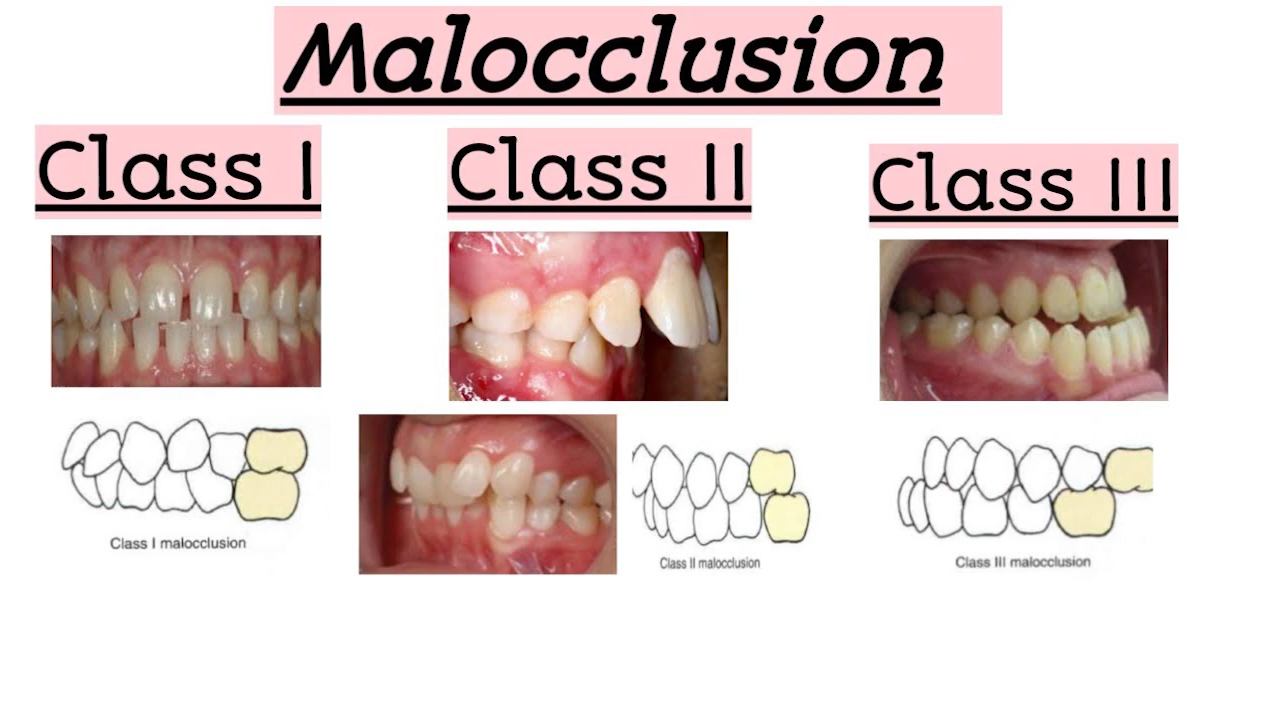 Malocclusion
Class I
Class II
Class III
Class I malocclusion
Class II malocclusion
Class III malocclusion